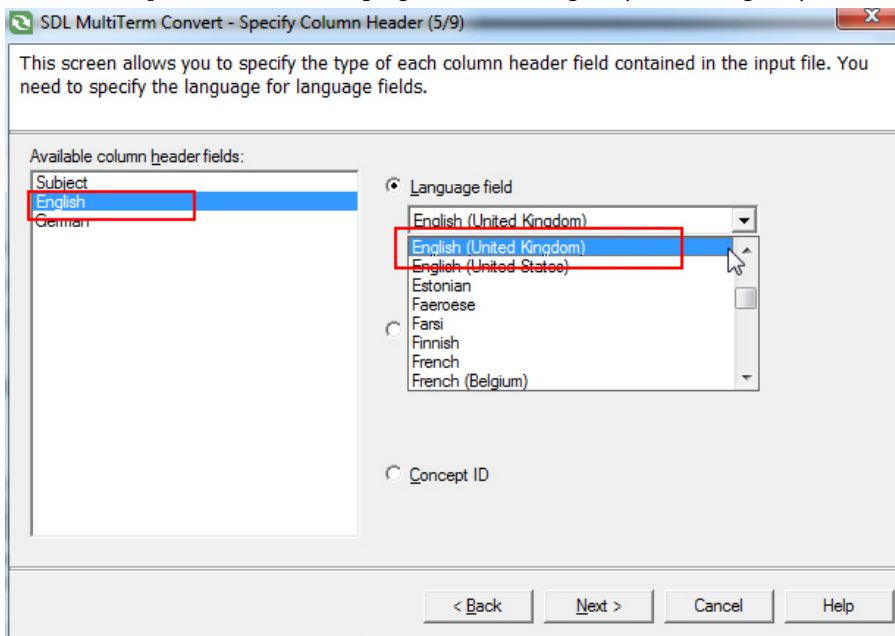 SDL MultiTerm Convert - Specify Column Header (5/9)
This screen allows you to specify the type of each column header field contained in the input file. You
need to specify the language for language fields.
Available column header fields:
Subject
English
German
Language field
English (United Kingdom)
English (United Kingdom)
English (United States)
Estonian
Faeroese
Farsi
Finnish
French
French (Belgium)
Concept ID
< Back
Next >
Cancel
Help